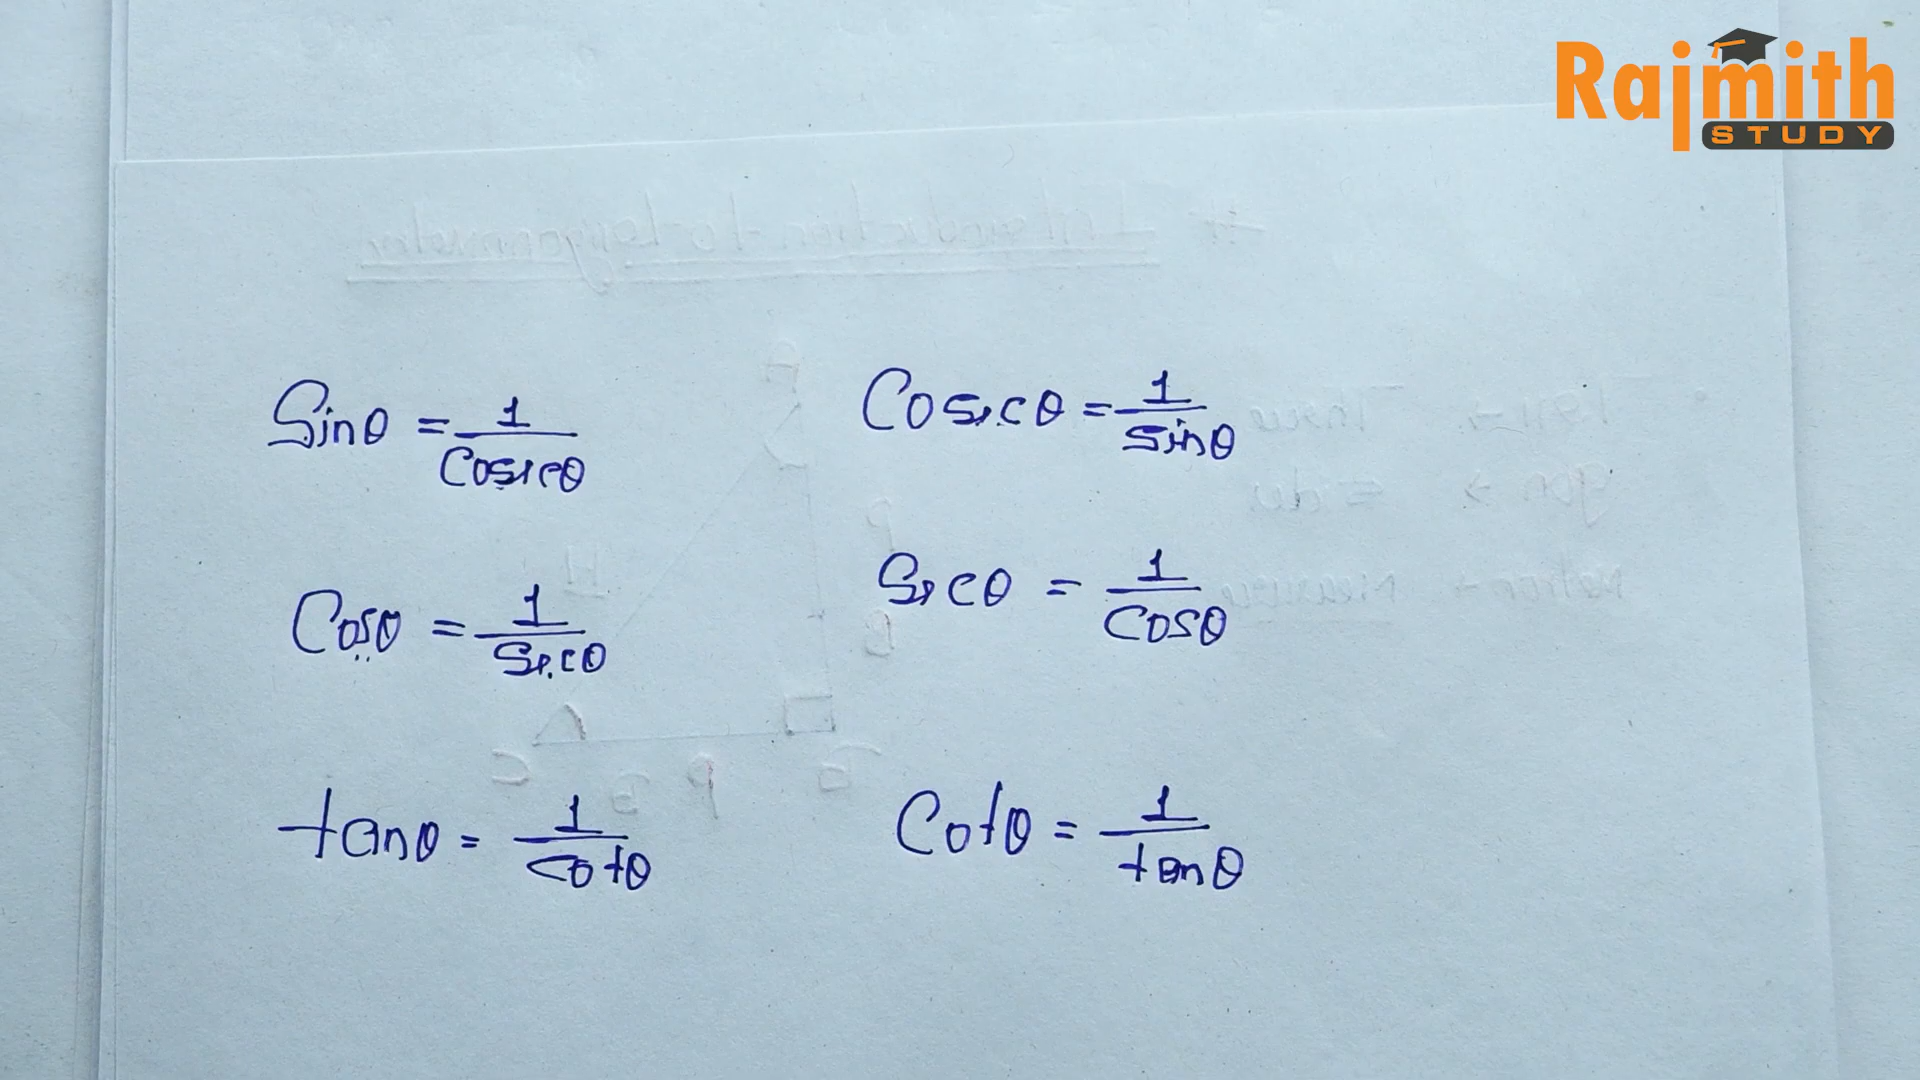 Rajmith
STUDY
Sinθ = 1/Cosecθ
Cosecθ = 1/Sinθ
Cosθ = 1/Secθ
Secθ = 1/Cosθ
tanθ = 1/Cotθ
Cotθ = 1/tanθ